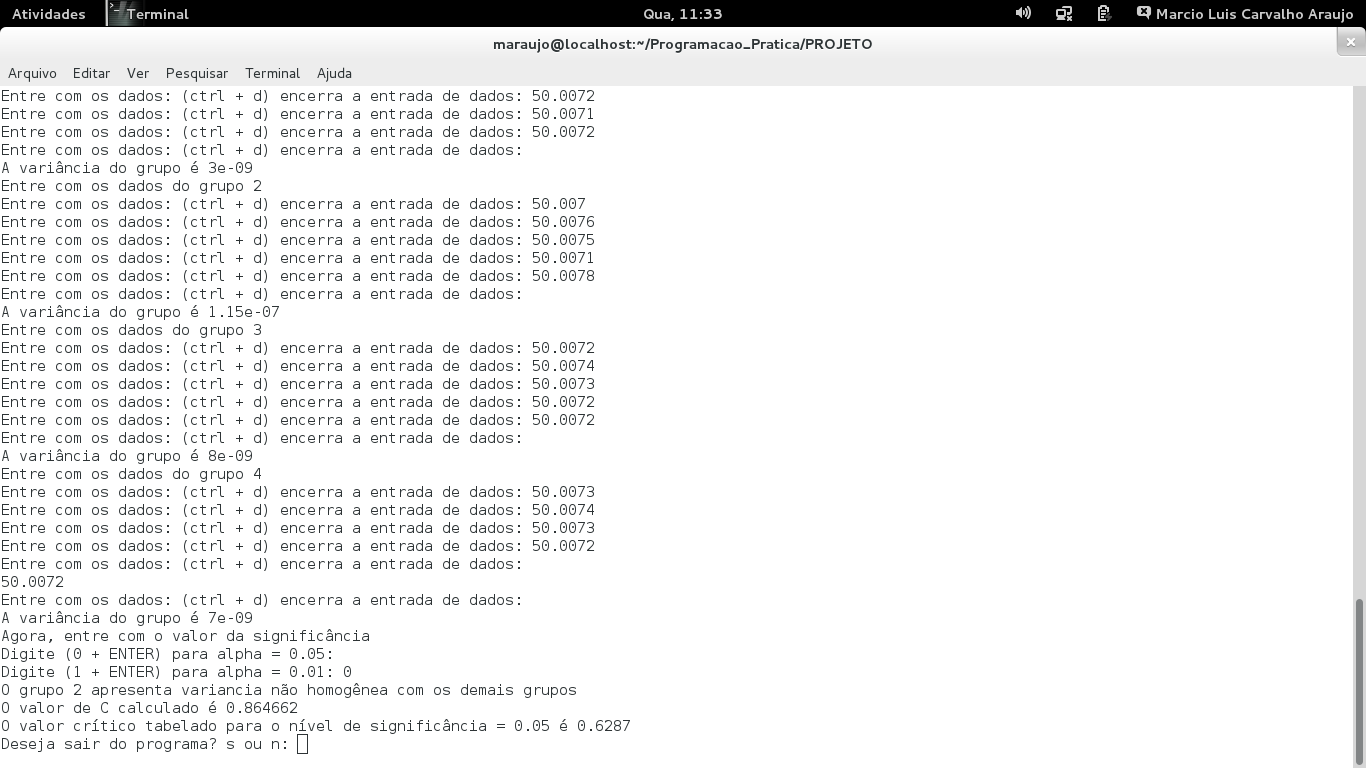 Atividades Terminal Qua, 11:33 Marcio Luis Carvalho Araujo
maraujo@localhost:~/Programacao_Pratica/PROJETO
Arquivo Editar Ver Pesquisar Terminal Ajuda
Entre com os dados: (ctrl + d) encerra a entrada de dados: 50.0072
Entre com os dados: (ctrl + d) encerra a entrada de dados: 50.0071
Entre com os dados: (ctrl + d) encerra a entrada de dados: 50.0072
Entre com os dados: (ctrl + d) encerra a entrada de dados:
A variância do grupo é 3e-09
Entre com os dados do grupo 2
Entre com os dados: (ctrl + d) encerra a entrada de dados: 50.007
Entre com os dados: (ctrl + d) encerra a entrada de dados: 50.0076
Entre com os dados: (ctrl + d) encerra a entrada de dados: 50.0075
Entre com os dados: (ctrl + d) encerra a entrada de dados: 50.0071
Entre com os dados: (ctrl + d) encerra a entrada de dados: 50.0078
Entre com os dados: (ctrl + d) encerra a entrada de dados:
A variância do grupo é 1.15e-07
Entre com os dados do grupo 3
Entre com os dados: (ctrl + d) encerra a entrada de dados: 50.0072
Entre com os dados: (ctrl + d) encerra a entrada de dados: 50.0074
Entre com os dados: (ctrl + d) encerra a entrada de dados: 50.0073
Entre com os dados: (ctrl + d) encerra a entrada de dados: 50.0072
Entre com os dados: (ctrl + d) encerra a entrada de dados: 50.0072
Entre com os dados: (ctrl + d) encerra a entrada de dados:
A variância do grupo é 8e-09
Entre com os dados do grupo 4
Entre com os dados: (ctrl + d) encerra a entrada de dados: 50.0073
Entre com os dados: (ctrl + d) encerra a entrada de dados: 50.0074
Entre com os dados: (ctrl + d) encerra a entrada de dados: 50.0073
Entre com os dados: (ctrl + d) encerra a entrada de dados: 50.0072
Entre com os dados: (ctrl + d) encerra a entrada de dados:
50.0072
Entre com os dados: (ctrl + d) encerra a entrada de dados:
A variância do grupo é 7e-09
Agora, entre com o valor da significância
Digite (0 + ENTER) para alpha = 0.05:
Digite (1 + ENTER) para alpha = 0.01: 0
O grupo 2 apresenta variancia não homogênea com os demais grupos
O valor de C calculado é 0.864662
O valor crítico tabelado para o nível de significância = 0.05 é 0.6287
Deseja sair do programa? s ou n: